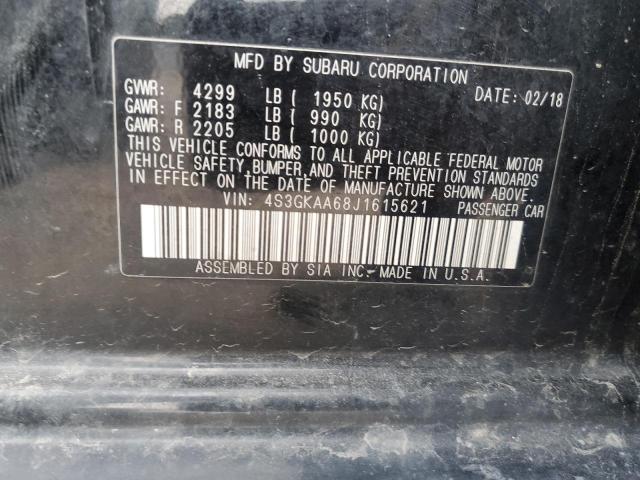 MFD BY SUBARU CORPORATION
GVWR: 4299 LB ( 1950 KG) DATE: 02/18
GAWR: F 2183 LB ( 990 KG)
GAWR: R 2205 LB ( 1000 KG)
THIS VEHICLE CONFORMS TO ALL APPLICABLE FEDERAL MOTOR
VEHICLE SAFETY, BUMPER, AND THEFT PREVENTION STANDARDS
IN EFFECT ON THE DATE OF MANUFACTURE SHOWN ABOVE.
VIN: 4S3GKAA68J1615621 PASSENGER CAR
ASSEMBLED BY SIA INC. MADE IN U.S.A.